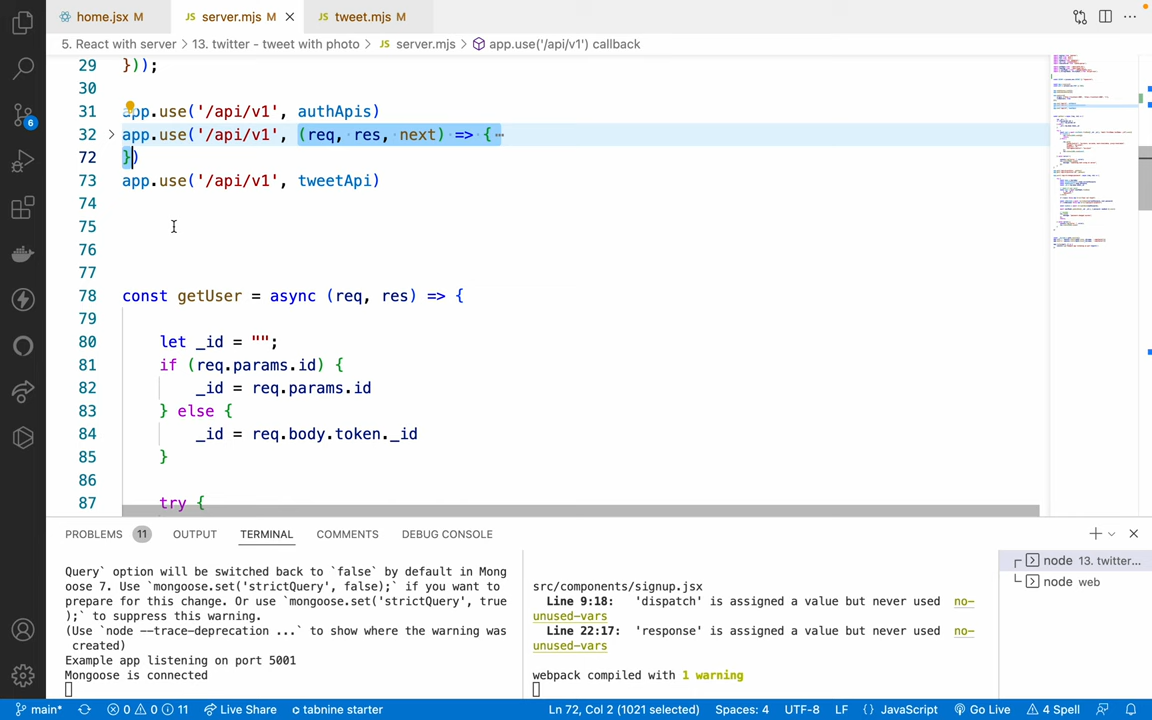 home.jsx M
JS server.mjs M
JS tweet.mjs M
5. React with server > 13. twitter - tweet with photo > JS server.mjs > app.use('/api/v1') callback
29 }));
30
31 app.use('/api/v1', authApis)
32 app.use('/api/v1', (req, res, next) => {…
72 })
73 app.use('/api/v1', tweetApi)
74
75
76
77
78 const getUser = async (req, res) => {
79
80 let _id = "";
81 if (req.params.id) {
82 _id = req.params.id
83 } else {
84 _id = req.body.token._id
85 }
86
87 try {
6
PROBLEMS 11 OUTPUT TERMINAL COMMENTS DEBUG CONSOLE
Query` option will be switched back to `false` by default in Mong
oose 7. Use `mongoose.set('strictQuery', false);` if you want to
prepare for this change. Or use `mongoose.set('strictQuery', true
);` to suppress this warning.
(Use `node --trace-deprecation ...` to show where the warning was
created)
Example app listening on port 5001
Mongoose is connected
src/components/signup.jsx
Line 9:18: 'dispatch' is assigned a value but never used no-
unused-vars
Line 22:17: 'response' is assigned a value but never used no-
unused-vars
webpack compiled with 1 warning
node 13. twitter...
node web
main* 0 0 11 Live Share tabnine starter Ln 72, Col 2 (1021 selected) Spaces: 4 UTF-8 LF {} JavaScript Go Live 4 Spell